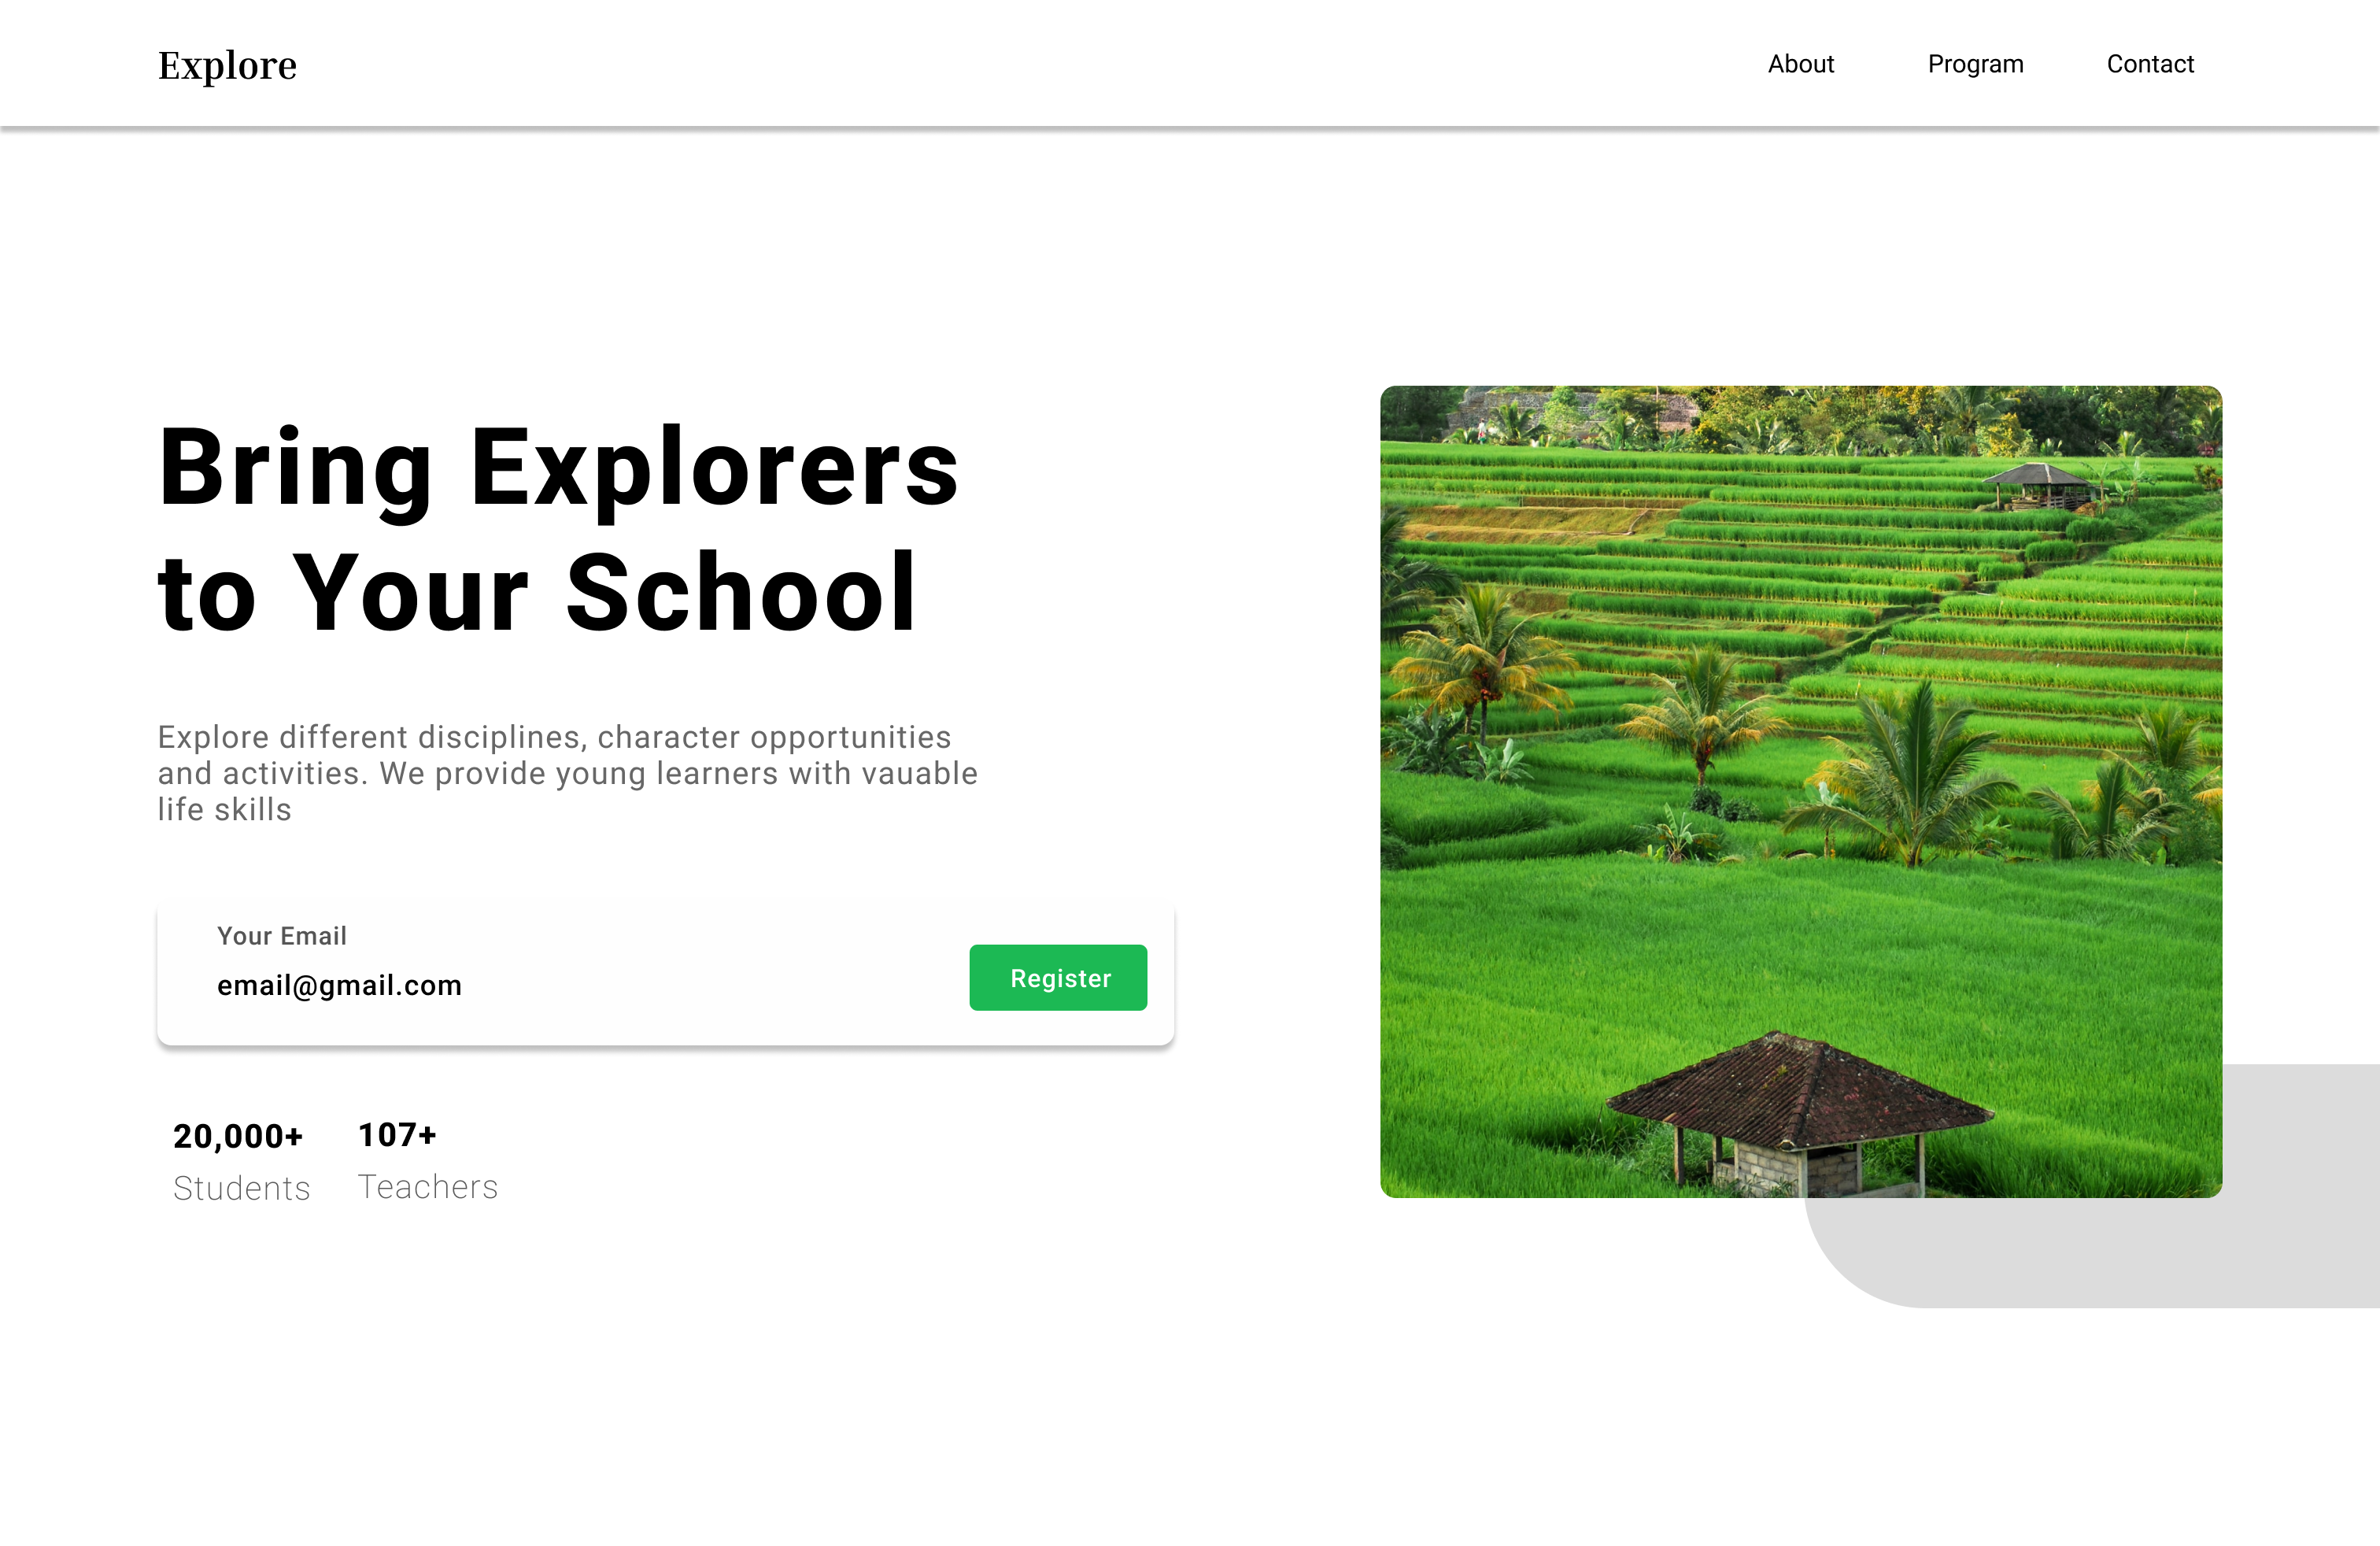 Explore
About Program Contact
Bring Explorers
to Your School
Explore different disciplines, character opportunities
and activities. We provide young learners with vauable
life skills
Your Email
email@gmail.com
Register
20,000+ 107+
Students Teachers